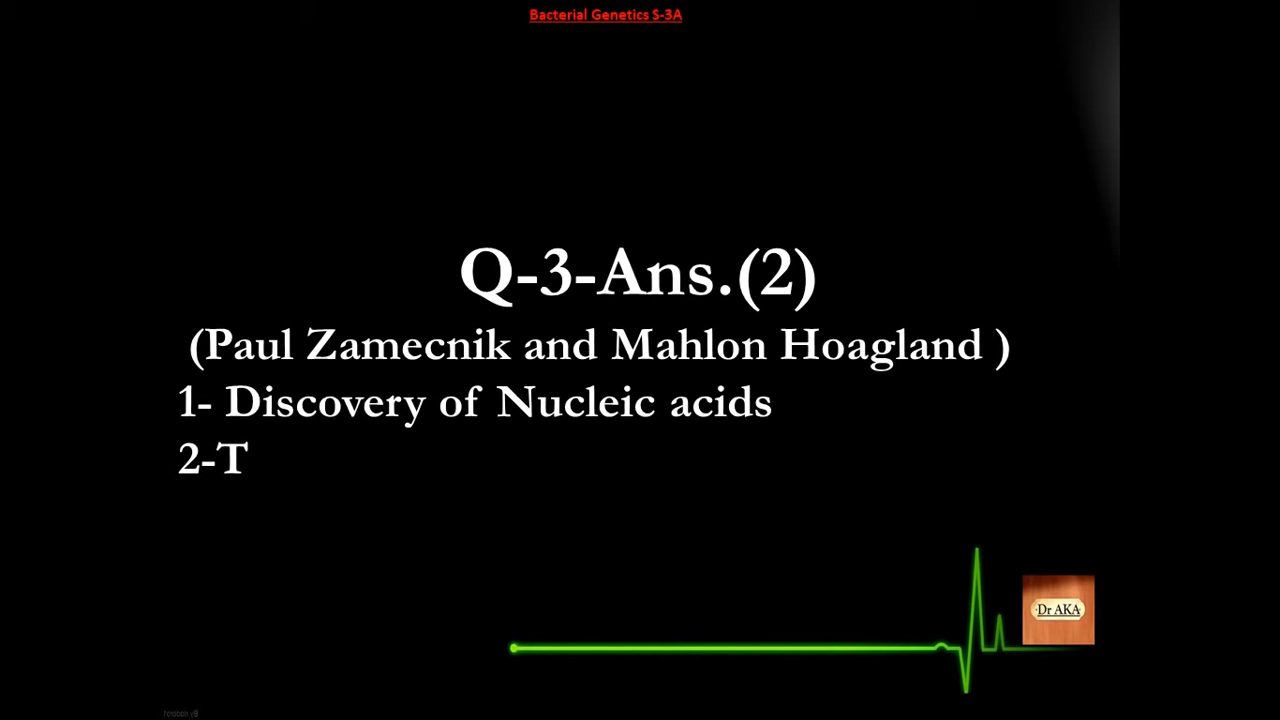 Bacterial Genetics S-3A
Q-3-Ans.(2)
(Paul Zamecnik and Mahlon Hoagland )
1- Discovery of Nucleic acids
2-T
Dr AKA